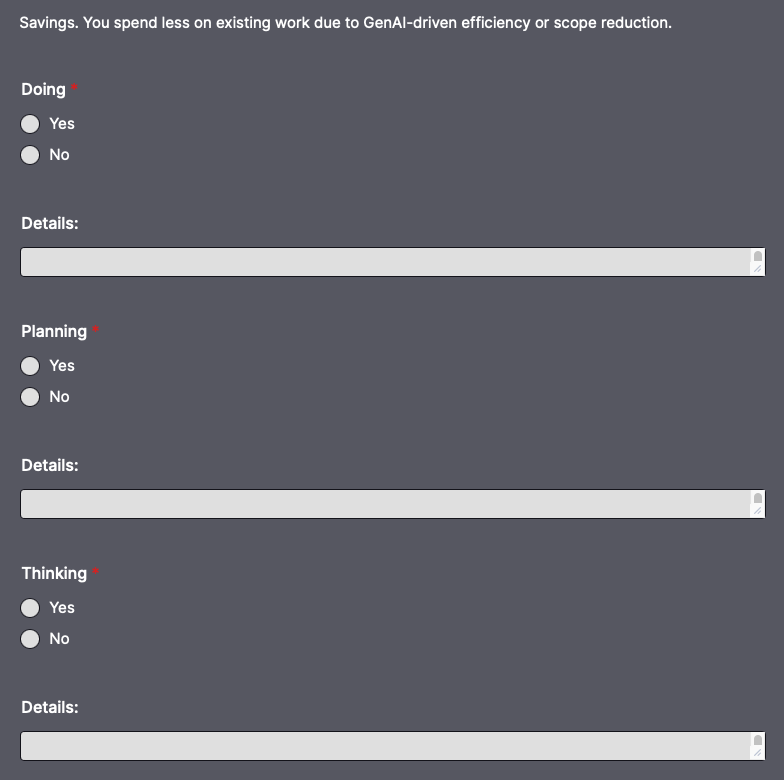 Savings. You spend less on existing work due to GenAI-driven efficiency or scope reduction.
Doing *
Yes
No
Details:
Planning *
Yes
No
Details:
Thinking *
Yes
No
Details: